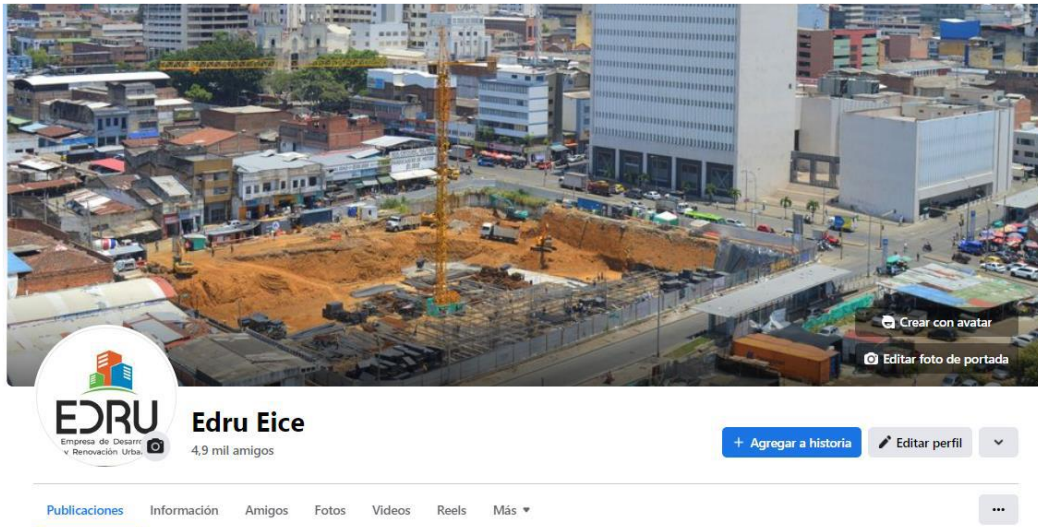 Crear con avatar
Editar foto de portada
EDRU
Empresa de Desarro
y Renovación Urba
Edru Eice
4,9 mil amigos
+ Agregar a historia
Editar perfil
Publicaciones Información Amigos Fotos Videos Reels Más